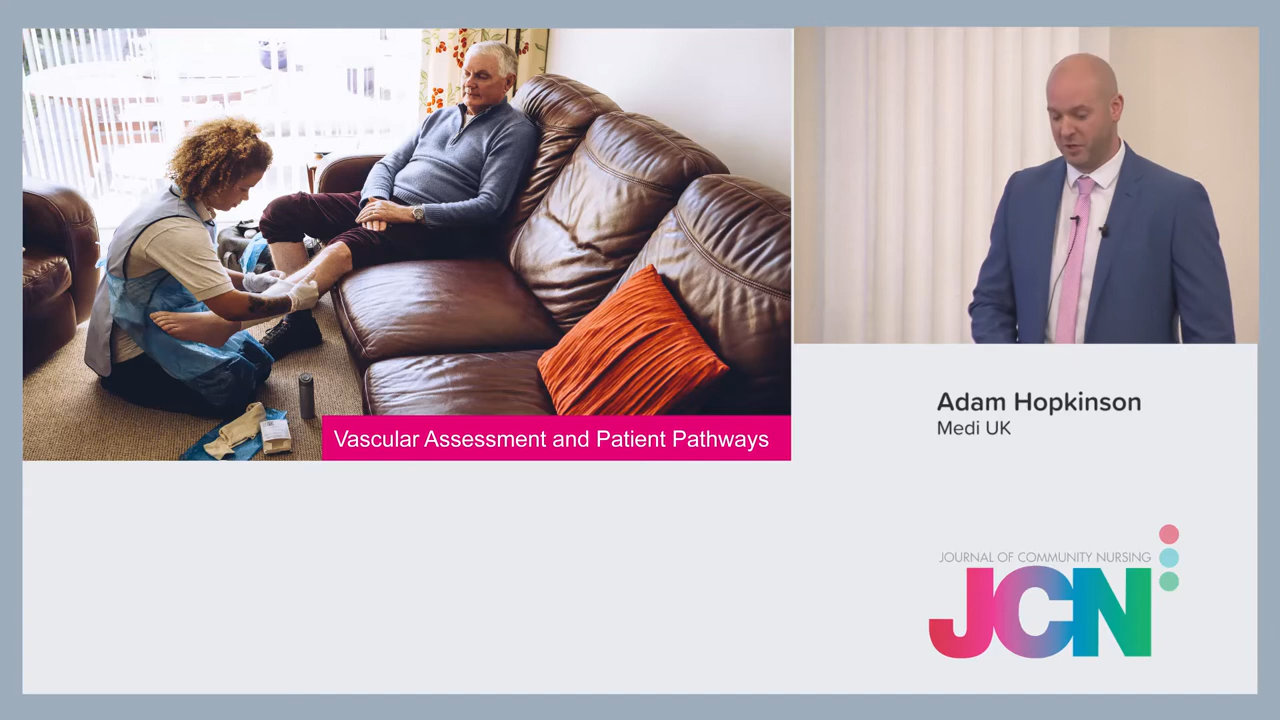 Vascular Assessment and Patient Pathways
Adam Hopkinson
Medi UK
JOURNAL OF COMMUNITY NURSING
JCN